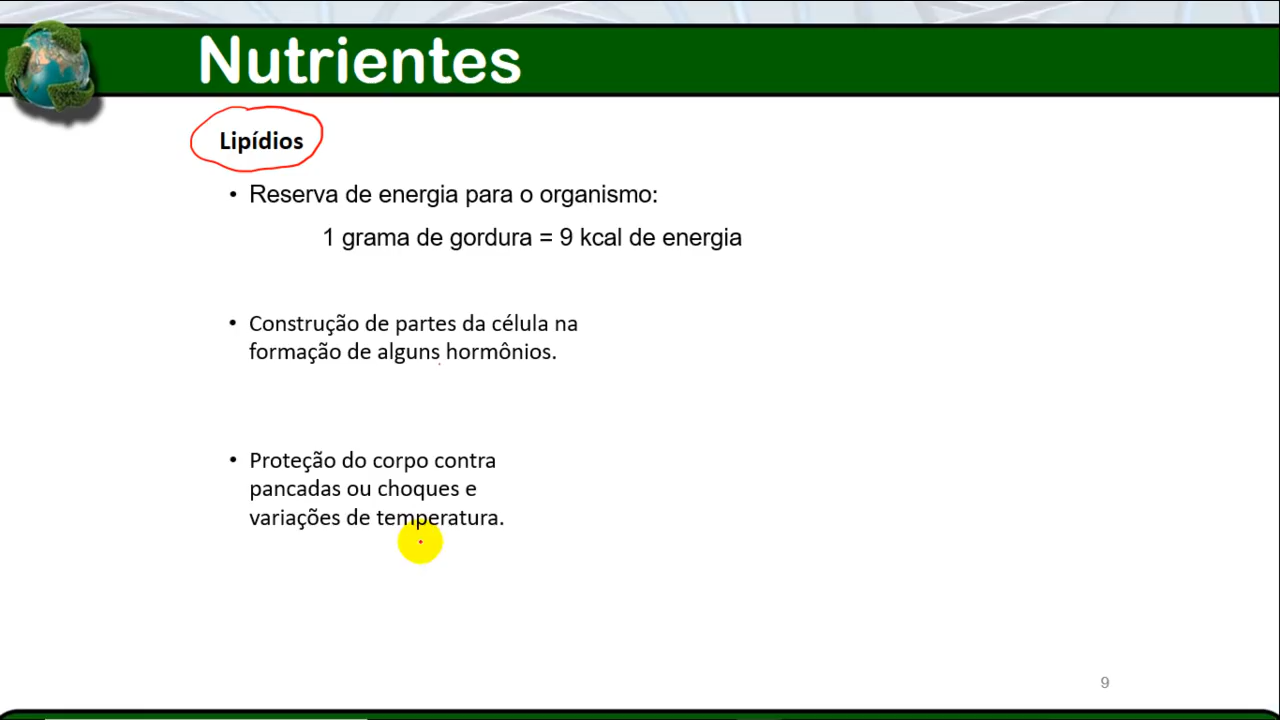 Nutrientes
Lipídios
• Reserva de energia para o organismo:
1 grama de gordura = 9 kcal de energia
• Construção de partes da célula na
formação de alguns hormônios.
• Proteção do corpo contra
pancadas ou choques e
variações de temperatura.
9